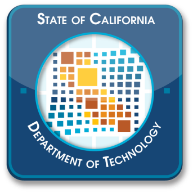 STATE OF CALIFORNIA
DEPARTMENT OF TECHNOLOGY